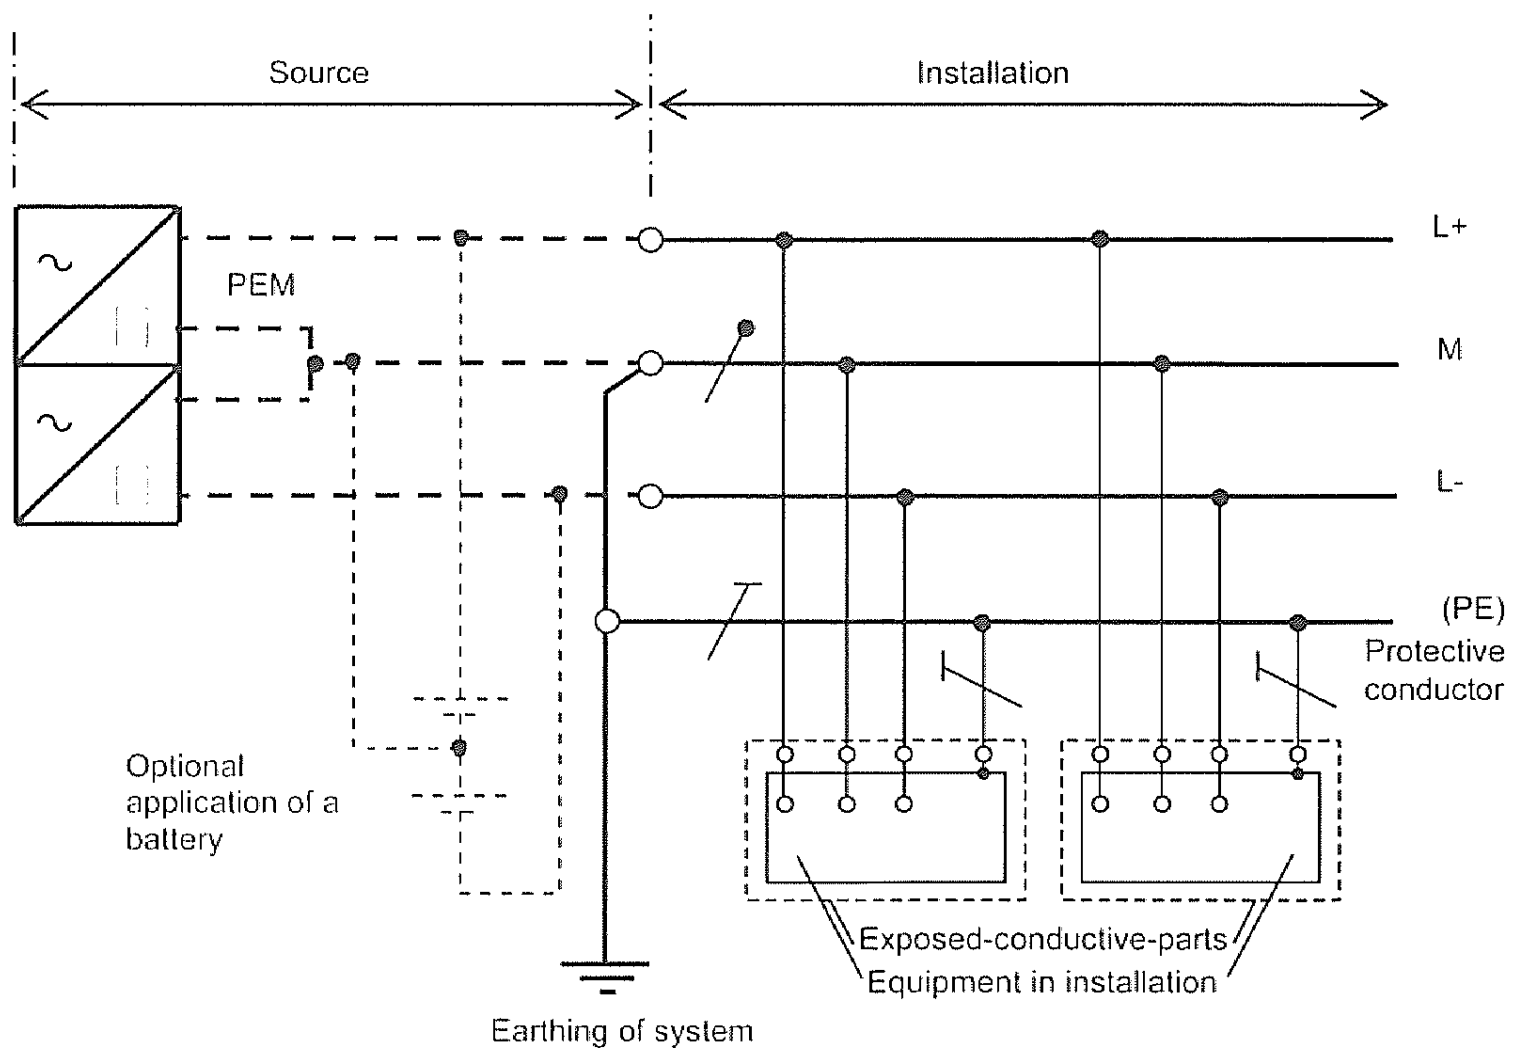 Source
Installation
L+
PEM
M
L-
(PE)
Protective
conductor
Optional
application of a
battery
Exposed-conductive-parts
Equipment in installation
Earthing of system